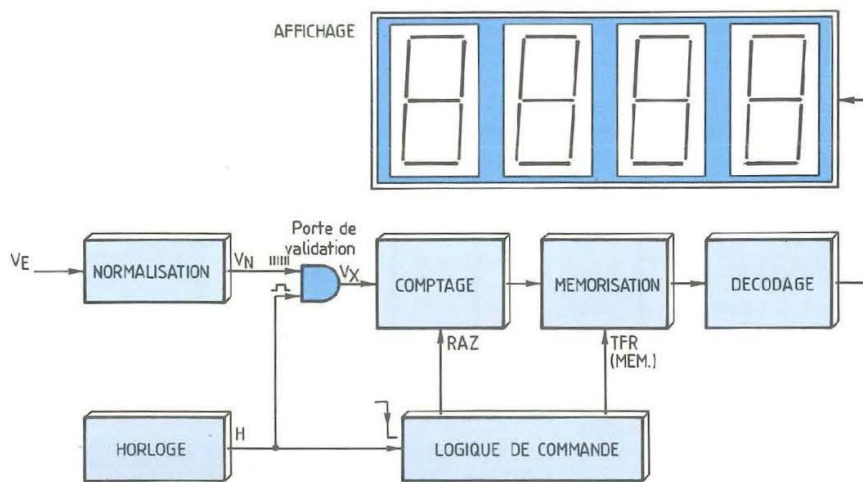 AFFICHAGE
Porte de
validation
VE
NORMALISATION
VN
VX
COMPTAGE
MEMORISATION
DECODAGE
RAZ
TFR
(MEM.)
HORLOGE
H
LOGIQUE DE COMMANDE